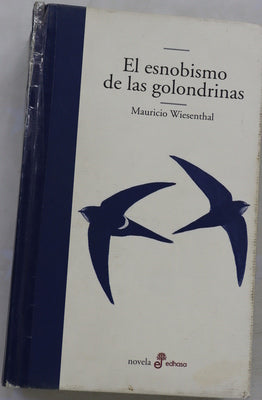 El esnobismo
de las golondrinas
Mauricio Wiesenthal
novela edhasa